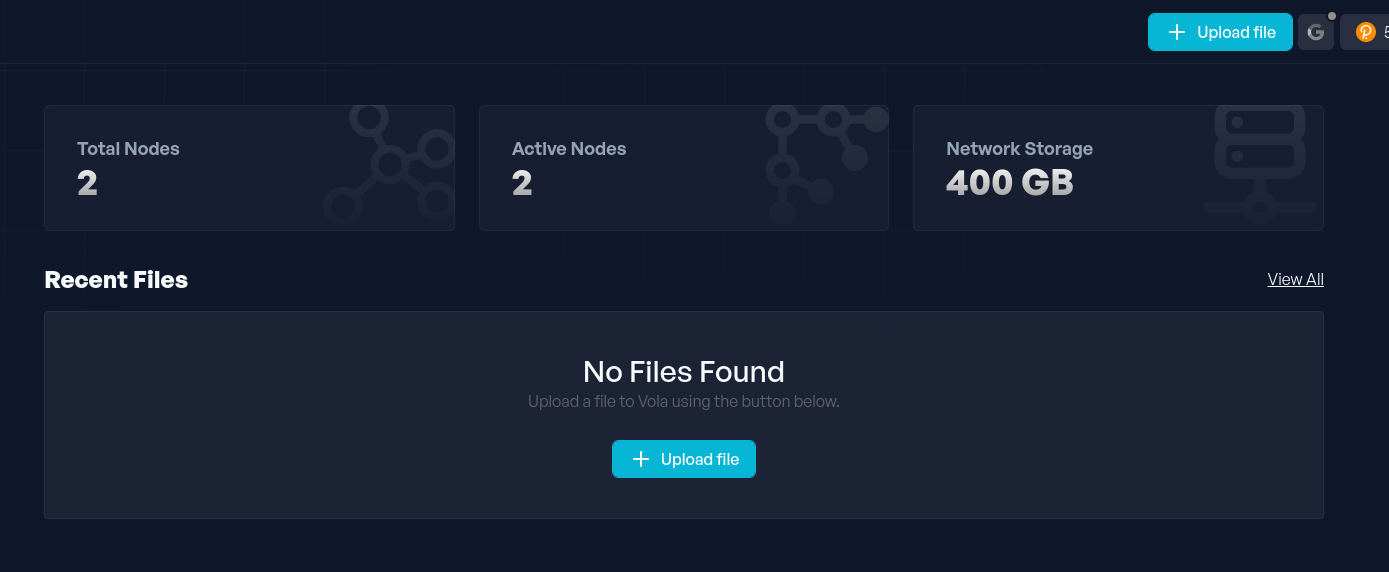 Upload file
G
5
Total Nodes
2
Active Nodes
2
Network Storage
400 GB
Recent Files
View All
No Files Found
Upload a file to Vola using the button below.
Upload file